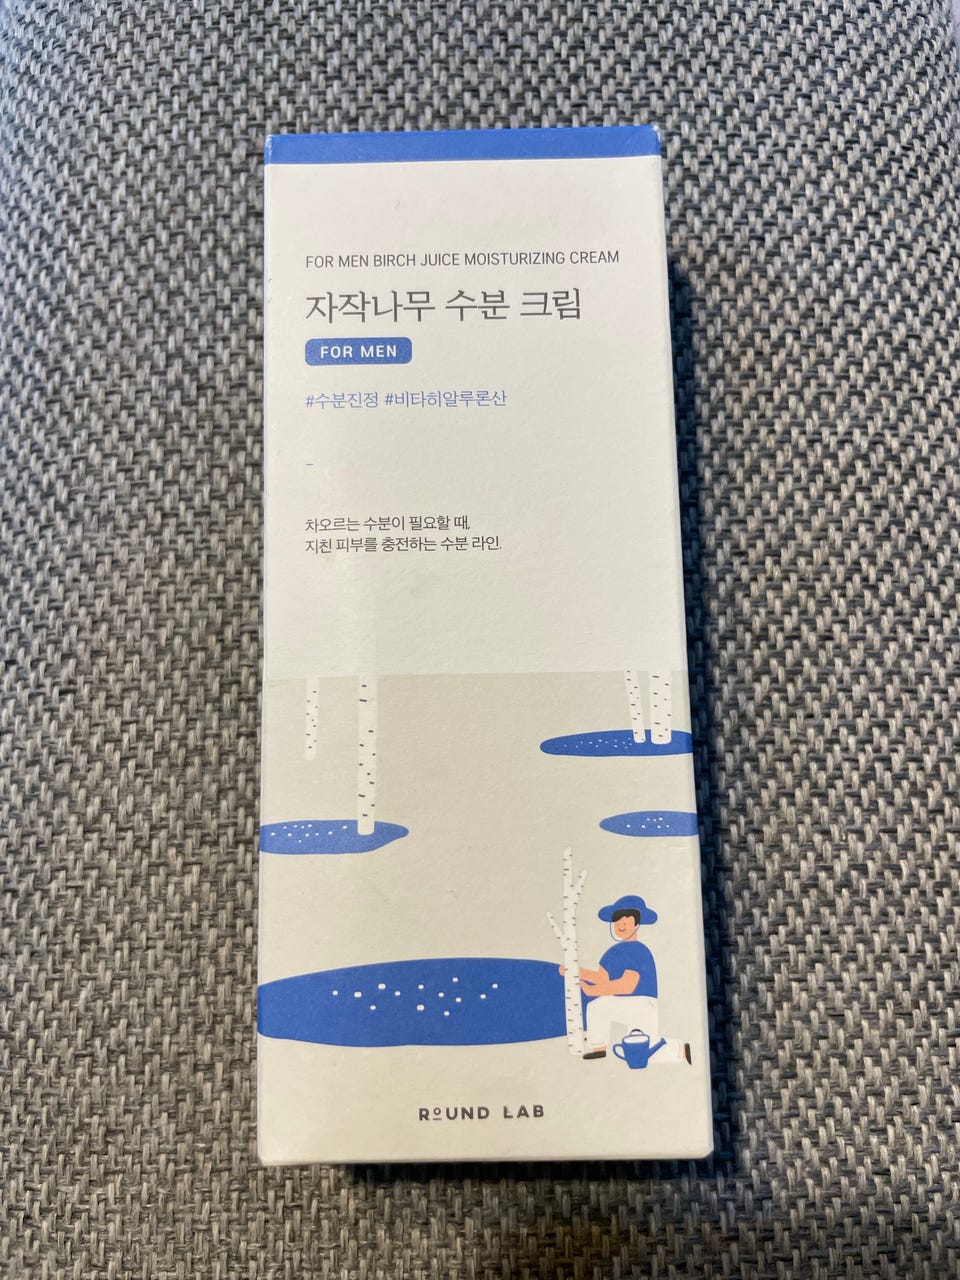 FOR MEN BIRCH JUICE MOISTURIZING CREAM
자작나무 수분 크림
FOR MEN
#수분진정 #비타히알루론산
–
차오르는 수분이 필요할 때,
지친 피부를 충전하는 수분 라인.
ROUND LAB